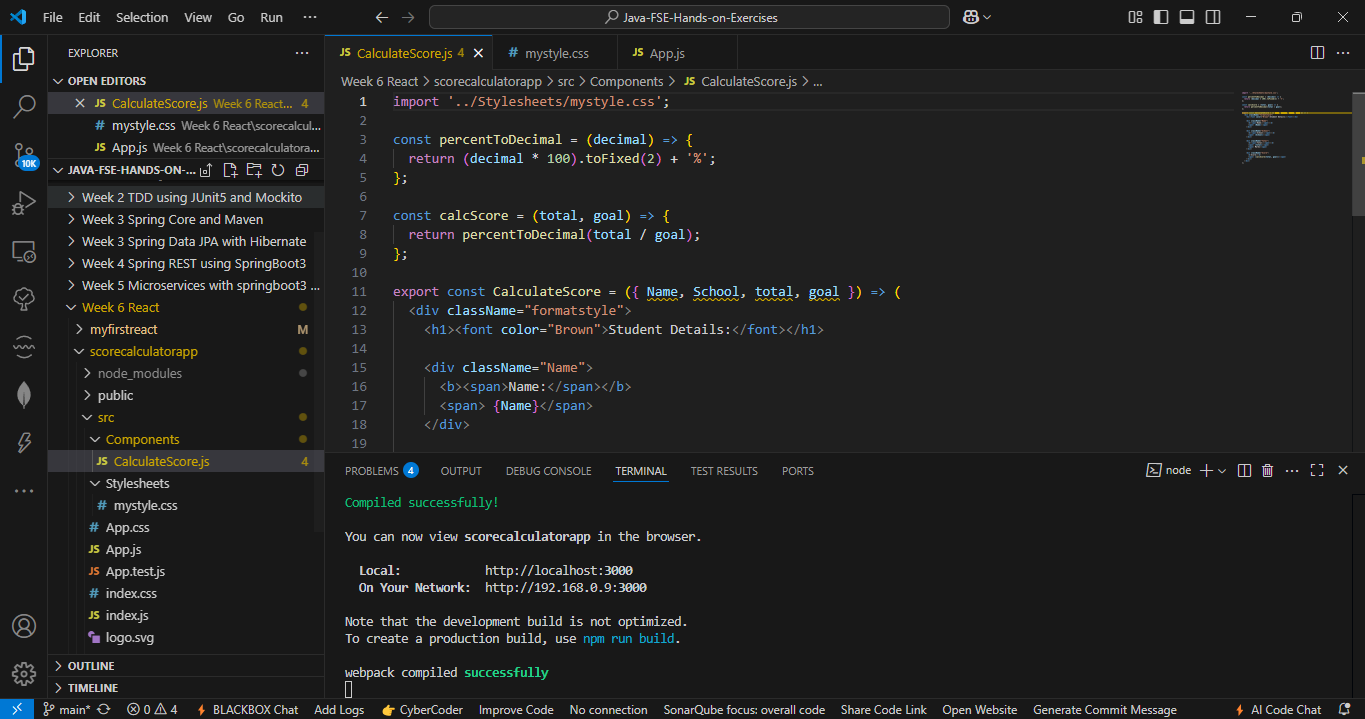 File Edit Selection View Go Run ···
Java-FSE-Hands-on-Exercises
EXPLORER
OPEN EDITORS
JS CalculateScore.js Week 6 React... 4
# mystyle.css Week 6 React\scorecalcul...
JS App.js Week 6 React\scorecalculatora...
10K
JAVA-FSE-HANDS-ON-...
Week 2 TDD using JUnit5 and Mockito
Week 3 Spring Core and Maven
Week 3 Spring Data JPA with Hibernate
Week 4 Spring REST using SpringBoot3
Week 5 Microservices with springboot3 ...
Week 6 React
myfirstreact M
scorecalculatorapp
node_modules
public
src
Components
JS CalculateScore.js 4
Stylesheets
# mystyle.css
# App.css
JS App.js
JS App.test.js
# index.css
JS index.js
logo.svg
OUTLINE
TIMELINE
JS CalculateScore.js 4
# mystyle.css
JS App.js
Week 6 React > scorecalculatorapp > src > Components > JS CalculateScore.js > ...
1 import '../Stylesheets/mystyle.css';
2
3 const percentToDecimal = (decimal) => {
4 return (decimal * 100).toFixed(2) + '%';
5 };
6
7 const calcScore = (total, goal) => {
8 return percentToDecimal(total / goal);
9 };
10
11 export const CalculateScore = ({ Name, School, total, goal }) => (
12 <div className="formatstyle">
13 <h1><font color="Brown">Student Details:</font></h1>
14
15 <div className="Name">
16 <b><span>Name:</span></b>
17 <span> {Name}</span>
18 </div>
19
PROBLEMS 4 OUTPUT DEBUG CONSOLE TERMINAL TEST RESULTS PORTS
node
Compiled successfully!
You can now view scorecalculatorapp in the browser.
Local: http://localhost:3000
On Your Network: http://192.168.0.9:3000
Note that the development build is not optimized.
To create a production build, use npm run build.
webpack compiled successfully
main* 0 4 BLACKBOX Chat Add Logs CyberCoder Improve Code No connection SonarQube focus: overall code Share Code Link Open Website Generate Commit Message AI Code Chat